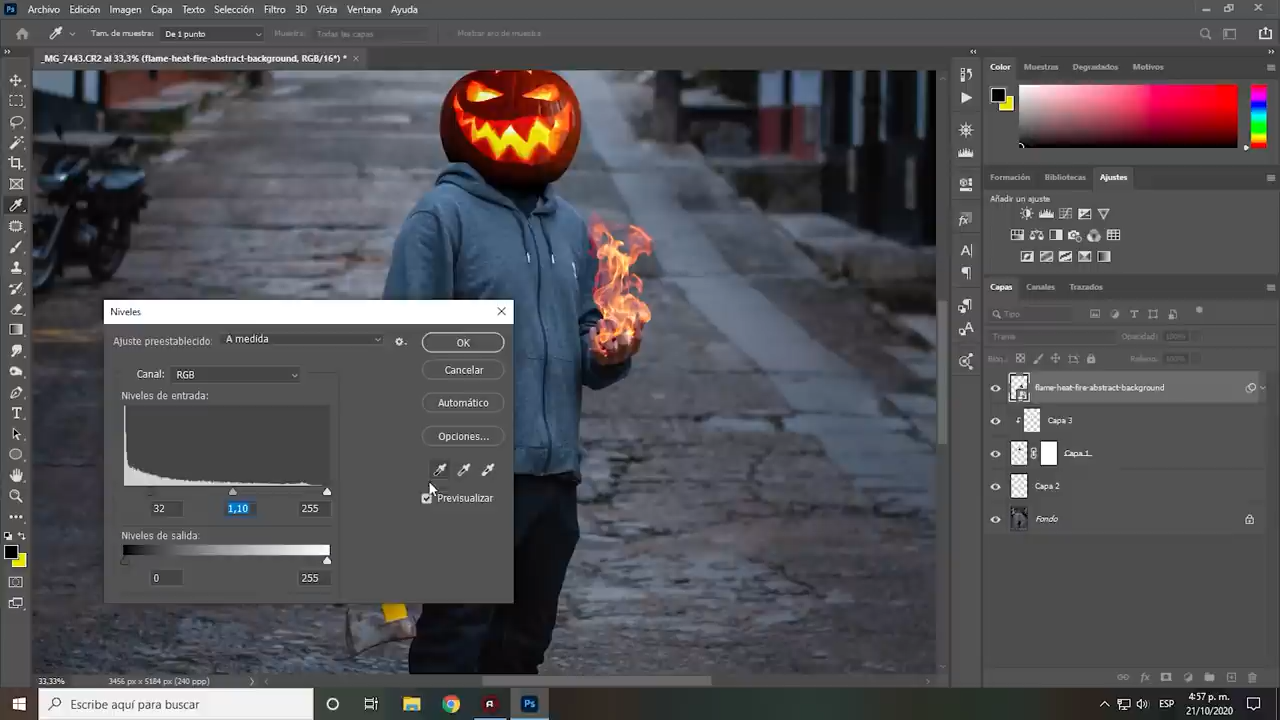 Ps Archivo Edición Imagen Capa Texto Selección Filtro 3D Vista Ventana Ayuda
Tam. de muestra: De 1 punto Muestra: Todas las capas Mostrar aro de muestra
_MG_7443.CR2 al 33,3% (flame-heat-fire-abstract-background, RGB/16*) * ×
Color Muestras Degradados Motivos
Formación Bibliotecas Ajustes
Añadir un ajuste
Capas Canales Trazados
Tipo
Trama Opacidad: 100%
Bloq.: Relleno: 100%
flame-heat-fire-abstract-background
Capa 3
Capa 1
Capa 2
Fondo
Niveles
Ajuste preestablecido: A medida
OK
Canal: RGB
Cancelar
Niveles de entrada:
Automático
Opciones...
Previsualizar
32 1,10 255
Niveles de salida:
0 255
33,33% 3456 px x 5184 px (240 ppp)
Escribe aquí para buscar
Ps
ESP
4:57 p. m.
21/10/2020